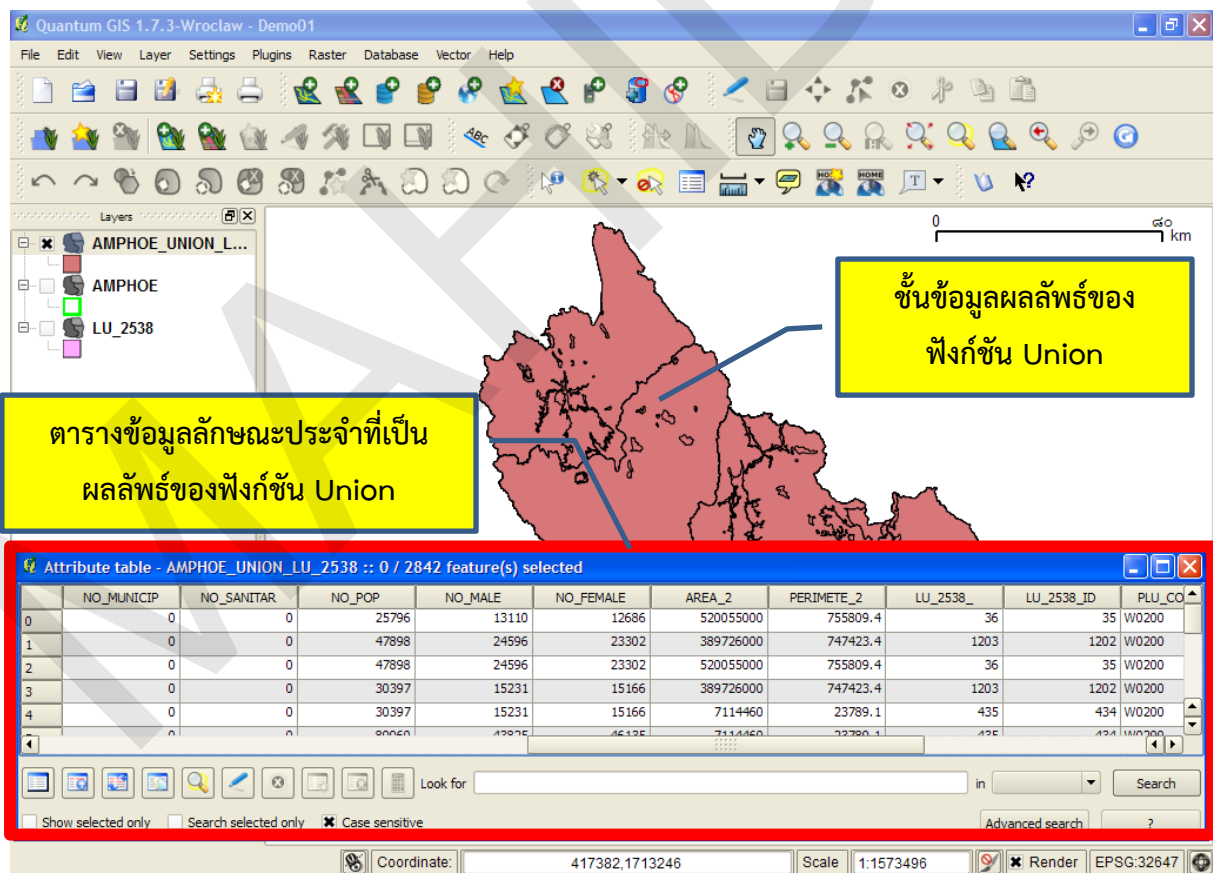 Quantum GIS 1.7.3-Wroclaw - Demo01
File Edit View Layer Settings Plugins Raster Database Vector Help
Layers
AMPHOE_UNION_L...
AMPHOE
LU_2538
0 ๘๐
km
ชั้นข้อมูลผลลัพธ์ของ
ฟังก์ชัน Union
ตารางข้อมูลลักษณะประจำที่เป็น
ผลลัพธ์ของฟังก์ชัน Union
Attribute table - AMPHOE_UNION_LU_2538 :: 0 / 2842 feature(s) selected
NO_MUNICIP NO_SANITAR NO_POP NO_MALE NO_FEMALE AREA_2 PERIMETE_2 LU_2538_ LU_2538_ID PLU_CO
0 0 0 25796 13110 12686 520055000 755809.4 36 35 W0200
1 0 0 47898 24596 23302 389726000 747423.4 1203 1202 W0200
2 0 0 47898 24596 23302 520055000 755809.4 36 35 W0200
3 0 0 30397 15231 15166 389726000 747423.4 1203 1202 W0200
4 0 0 30397 15231 15166 7114460 23789.1 435 434 W0200
Look for in Search
Show selected only Search selected only Case sensitive Advanced search ?
Coordinate: 417382,1713246 Scale 1:1573496 Render EPSG:32647